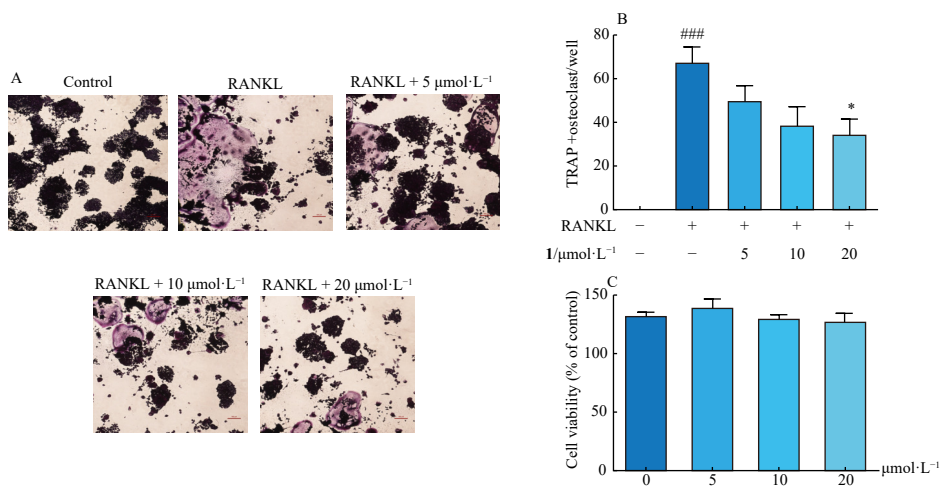 A
Control
RANKL
RANKL + 5 μmol·L⁻¹
RANKL + 10 μmol·L⁻¹
RANKL + 20 μmol·L⁻¹
B
TRAP⁺osteoclast/well
80
60
40
20
0
###
*
RANKL − + + + +
1/μmol·L⁻¹ − − 5 10 20
C
Cell viability (% of control)
150
100
50
0
0 5 10 20 μmol·L⁻¹